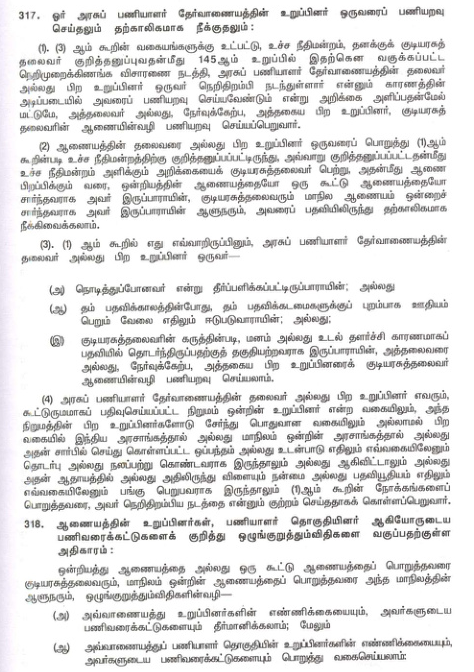 317. ஓர் அரசுப் பணியாளர் தேர்வாணையத்தின் உறுப்பினர் ஒருவரைப் பணியறவு
செய்தலும் தற்காலிகமாக நீக்குதலும் :
(1). (3) ஆம் கூறின் வகையங்களுக்கு உட்பட்டு, உச்ச நீதிமன்றம், தனக்குக் குடியரசுத்
தலைவர் குறித்தனுப்புவதன்மீது 145ஆம் உறுப்பில் இதற்கென வகுக்கப்பட்ட
நெறிமுறைக்கிணங்க விசாரணை நடத்தி, அரசுப் பணியாளர் தேர்வாணையத்தின் தலைவர்
அல்லது பிற உறுப்பினர் ஒருவர் நெறிதிறம்பி நடந்துள்ளார் என்னும் காரணத்தின்
அடிப்படையில் அவரைப் பணியறவு செய்யவேண்டும் என்று அறிக்கை அளிப்பதன்மேல்
மட்டுமே, அத்தலைவர் அல்லது, நேர்வுக்கேற்ப, அத்தகைய பிற உறுப்பினர், குடியரசுத்
தலைவரின் ஆணையின்வழி பணியறவு செய்யப்பெறுவார்.
(2) ஆணையத்தின் தலைவரை அல்லது பிற உறுப்பினர் ஒருவரைப் பொறுத்து (1)ஆம்
கூறின்படி உச்ச நீதிமன்றத்திற்கு குறித்தனுப்பப்பட்டிருந்து, அவ்வாறு குறித்தனுப்பப்பட்டதன்மீது
உச்ச நீதிமன்றம் அளிக்கும் அறிக்கையைக் குடியரசுத்தலைவர் பெற்று, அதன்மீது ஆணை
பிறப்பிக்கும் வரை, ஒன்றியத்தின் ஆணையத்தையோ ஒரு கூட்டு ஆணையத்தையோ
சார்ந்தவராக அவர் இருப்பாராயின், குடியரசுத்தலைவரும் மாநில ஆணையம் ஒன்றைச்
சார்ந்தவராக அவர் இருப்பாராயின் ஆளுநரும், அவரைப் பதவியிலிருந்து தற்காலிகமாக
நீக்கிவைக்கலாம்.
(3). (1) ஆம் கூறில் எது எவ்வாறிருப்பினும், அரசுப் பணியாளர் தேர்வாணையத்தின்
தலைவர் அல்லது பிற உறுப்பினர் ஒருவர்—
(அ) நொடித்துப்போனவர் என்று தீர்ப்பளிக்கப்பட்டிருப்பாராயின்; அல்லது
(ஆ) தம் பதவிக்காலத்தின்போது, தம் பதவிக்கடமைகளுக்குப் புறம்பாக ஊதியம்
பெறும் வேலை எதிலும் ஈடுபடுவாராயின்; அல்லது;
(இ) குடியரசுத்தலைவரின் கருத்தின்படி, மனம் அல்லது உடல் தளர்ச்சி காரணமாகப்
பதவியில் தொடர்ந்திருப்பதற்குத் தகுதியற்றவராக இருப்பாராயின், அத்தலைவரை
அல்லது, நேர்வுக்கேற்ப, அத்தகைய பிற உறுப்பினரைக் குடியரசுத்தலைவர்
ஆணையின்வழி பணியறவு செய்யலாம்.
(4) அரசுப் பணியாளர் தேர்வாணையத்தின் தலைவர் அல்லது பிற உறுப்பினர் எவரும்,
கூட்டுருமமாகப் பதிவுசெய்யப்பட்ட நிறுமம் ஒன்றின் உறுப்பினர் என்ற வகையிலும், அந்த
நிறுமத்தின் பிற உறுப்பினர்களோடு சேர்ந்து பொதுவான வகையிலும் அல்லாமல் பிற
வகையில் இந்திய அரசாங்கத்தால் அல்லது மாநிலம் ஒன்றின் அரசாங்கத்தால் அல்லது
அதன் சார்பில் செய்து கொள்ளப்பட்ட ஒப்பந்தம் அல்லது உடன்பாடு எதிலும் எவ்வகையிலேனும்
தொடர்பு அல்லது நலப்பற்று கொண்டவராக இருந்தாலும் அல்லது ஆகிவிட்டாலும் அல்லது
அதன் ஆதாயத்தில் அல்லது அதிலிருந்து விளையும் நன்மை அல்லது பதவியூதியம் எதிலும்
எவ்வகையிலேனும் பங்கு பெறுபவராக இருந்தாலும் (1)ஆம் கூறின் நோக்கங்களைப்
பொறுத்தவரை, அவர் நெறிதிறம்பிய நடத்தை என்னும் குற்றம் செய்ததாகக் கொள்ளப்பெறுவார்.
318. ஆணையத்தின் உறுப்பினர்கள், பணியாளர் தொகுதியினர் ஆகியோருடைய
பணிவரைக்கட்டுகளைக் குறித்து ஒழுங்குறுத்தும்விதிகளை வகுப்பதற்குள்ள
அதிகாரம் :
ஒன்றியத்து ஆணையத்தை அல்லது ஒரு கூட்டு ஆணையத்தைப் பொறுத்தவரை
குடியரசுத்தலைவரும், மாநிலம் ஒன்றின் ஆணையத்தைப் பொறுத்தவரை அந்த மாநிலத்தின்
ஆளுநரும், ஒழுங்குறுத்தும்விதிகளின்வழி—
(அ) அவ்வாணையத்து உறுப்பினர்களின் எண்ணிக்கையையும், அவர்களுடைய
பணிவரைக்கட்டுகளையும் தீர்மானிக்கலாம்; மேலும்
(ஆ) அவ்வாணையத்துப் பணியாளர் தொகுதியின் உறுப்பினர்களின் எண்ணிக்கையையும்,
அவர்களுடைய பணிவரைக்கட்டுகளையும் பொறுத்து வகைசெய்யலாம்.